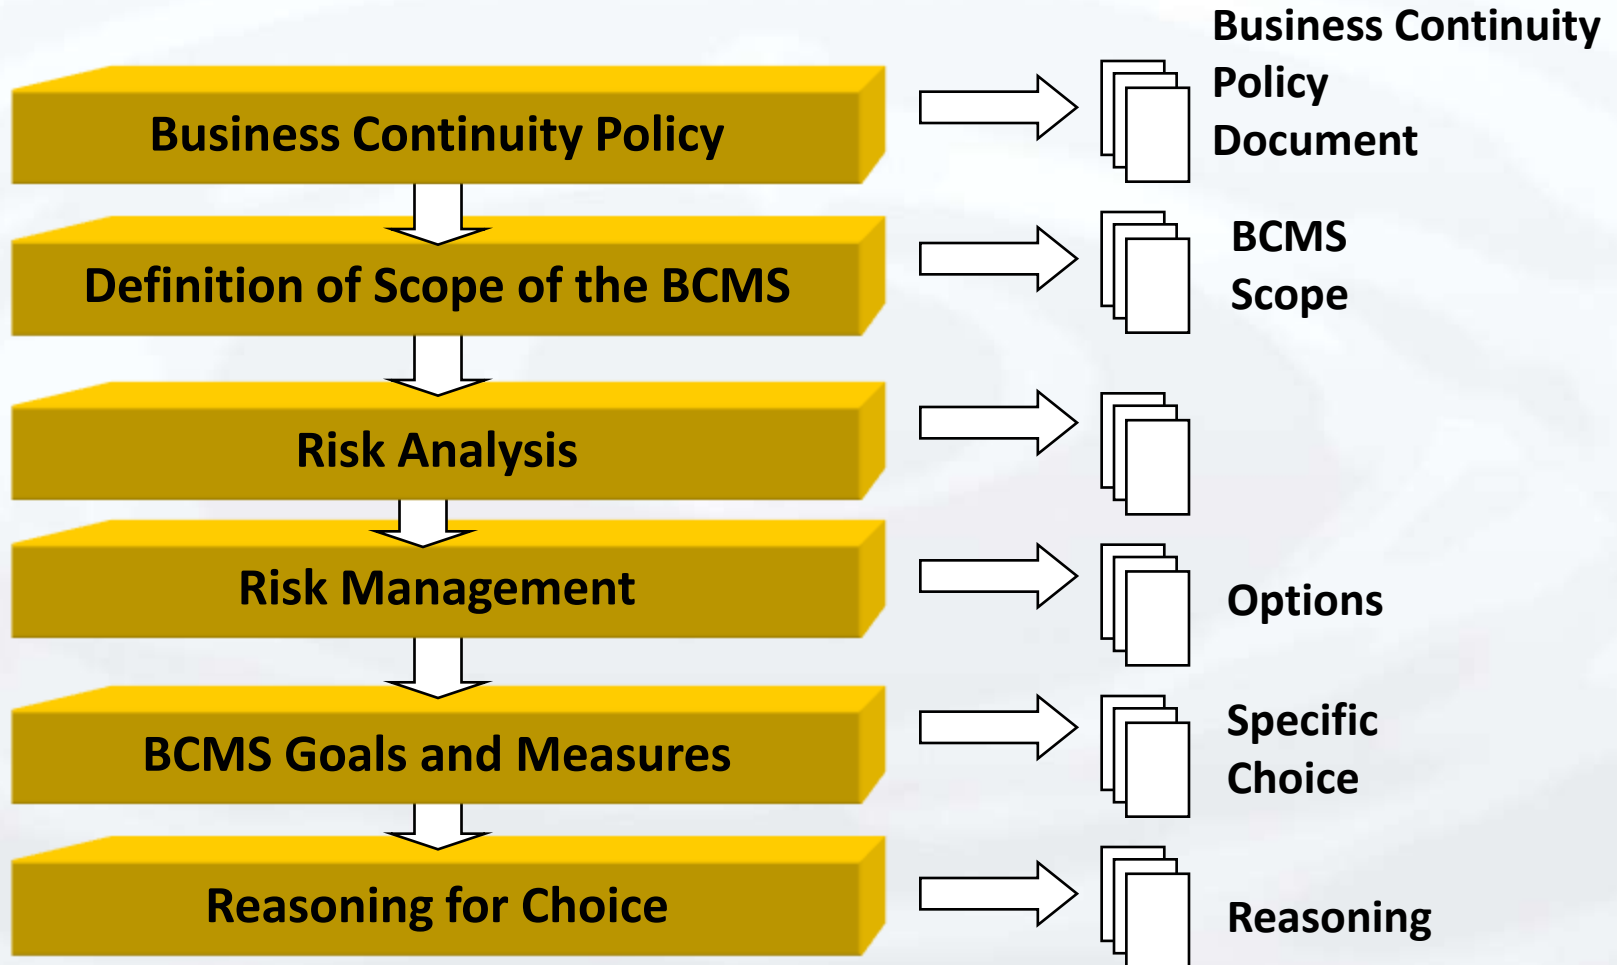 Business Continuity
Policy
Document
Business Continuity Policy
BCMS
Scope
Definition of Scope of the BCMS
Risk Analysis
Risk Management
Options
BCMS Goals and Measures
Specific
Choice
Reasoning for Choice
Reasoning